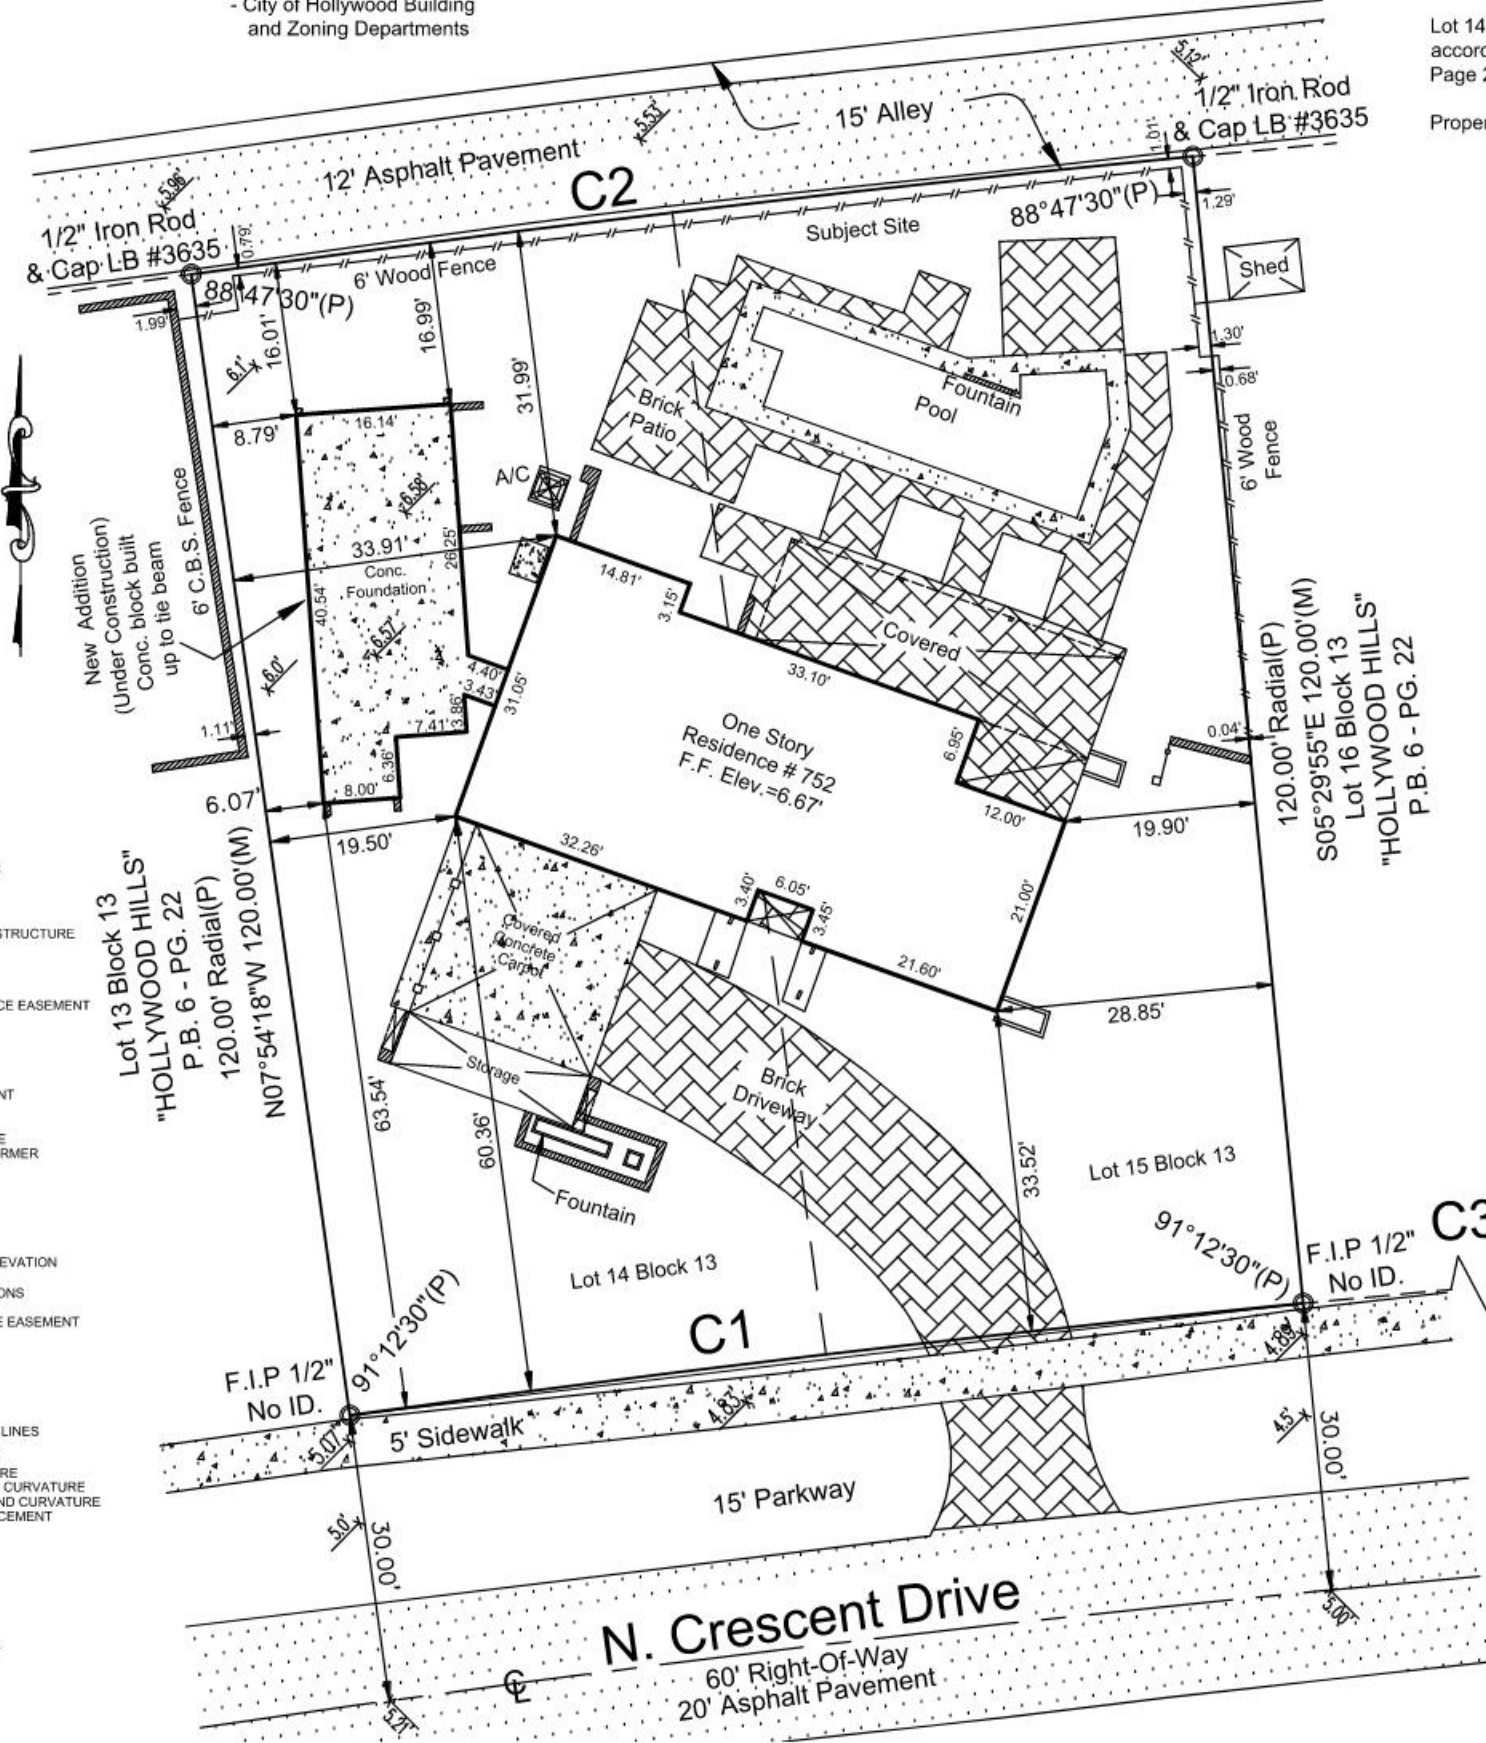 - City of Hollywood Building
and Zoning Departments
Lot 14
Page 2
5.12'
1/2" Iron Rod
& Cap LB #3635
15' Alley
5.53'
12' Asphalt Pavement
C2
1.01'
5.96'
1/2" Iron Rod
& Cap LB #3635
0.79'
88°47'30"(P)
1.29'
Subject Site
6' Wood Fence
88°47'30"(P)
Shed
1.99'
16.01'
16.99'
31.99'
6.1'
1.30'
0.68'
Brick
Patio
Fountain
Pool
8.79'
16.14'
6' Wood
Fence
A/C
6.58'
6' C.B.S. Fence
33.91'
26.25'
Conc.
Foundation
14.81'
3.15'
New Addition
(Under Construction)
Conc. block built
up to tie beam
40.54'
6.57'
6.0'
Covered
33.10'
4.40'
3.43'
31.05'
3.86'
7.41'
6.36'
8.00'
1.11'
One Story
Residence # 752
F.F. Elev.=6.67'
6.95'
12.00'
0.04'
120.00' Radial(P)
S05°29'55"E 120.00'(M)
Lot 16 Block 13
"HOLLYWOOD HILLS"
P.B. 6 - PG. 22
6.07'
19.50'
19.90'
32.26'
3.40'
6.05'
3.45'
21.00'
21.60'
Lot 13 Block 13
"HOLLYWOOD HILLS"
P.B. 6 - PG. 22
120.00' Radial(P)
N07°54'18"W 120.00'(M)
Covered
Concrete
Carpot
28.85'
Storage
Brick
Driveway
63.54'
60.36'
33.52'
Fountain
Lot 15 Block 13
Lot 14 Block 13
91°12'30"(P)
C3
F.I.P 1/2"
No ID.
C1
91°12'30"(P)
F.I.P 1/2"
No ID.
4.89'
4.83'
5' Sidewalk
5.07'
4.5'
30.00'
15' Parkway
5.0'
30.00'
N. Crescent Drive
60' Right-Of-Way
20' Asphalt Pavement
5.00'
5.21'
EASEMENT
EASEMENT
LINES
CURVATURE
CURVATURE